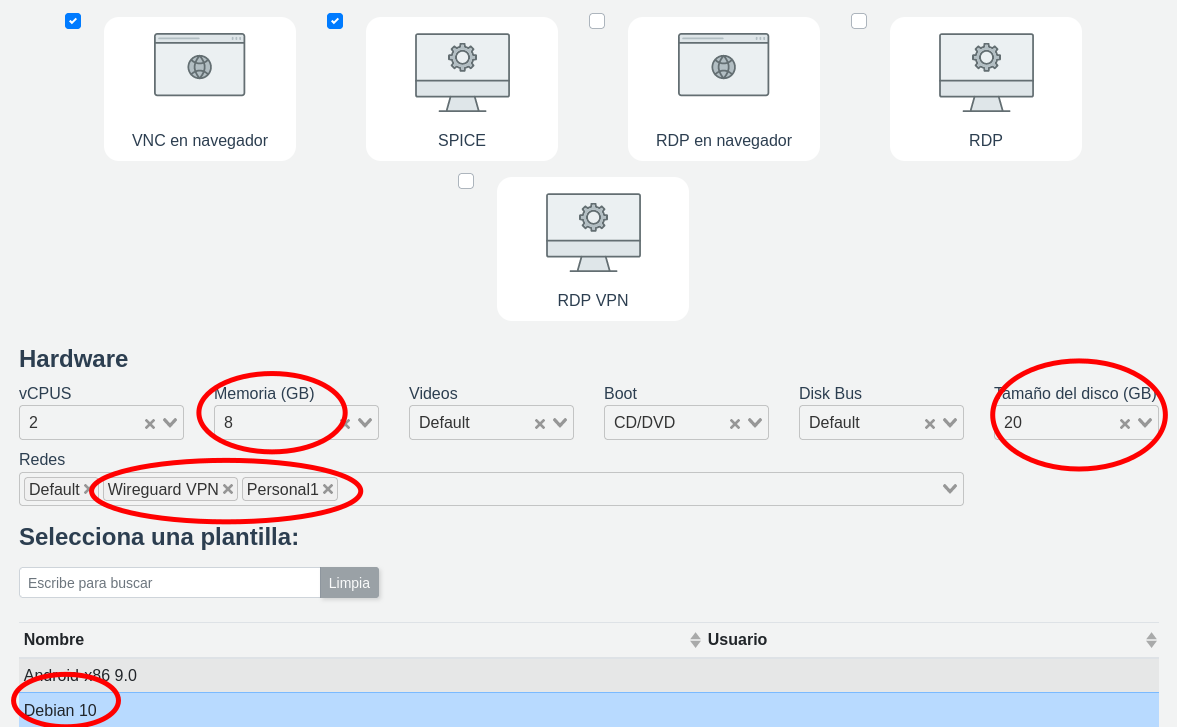 VNC en navegador
SPICE
RDP en navegador
RDP
RDP VPN
Hardware
vCPUS
Memoria (GB)
Videos
Boot
Disk Bus
Tamaño del disco (GB)
2
8
Default
CD/DVD
Default
20
Redes
Default
Wireguard VPN
Personal1
Selecciona una plantilla:
Escribe para buscar
Limpia
Nombre
Usuario
Android x86 9.0
Debian 10